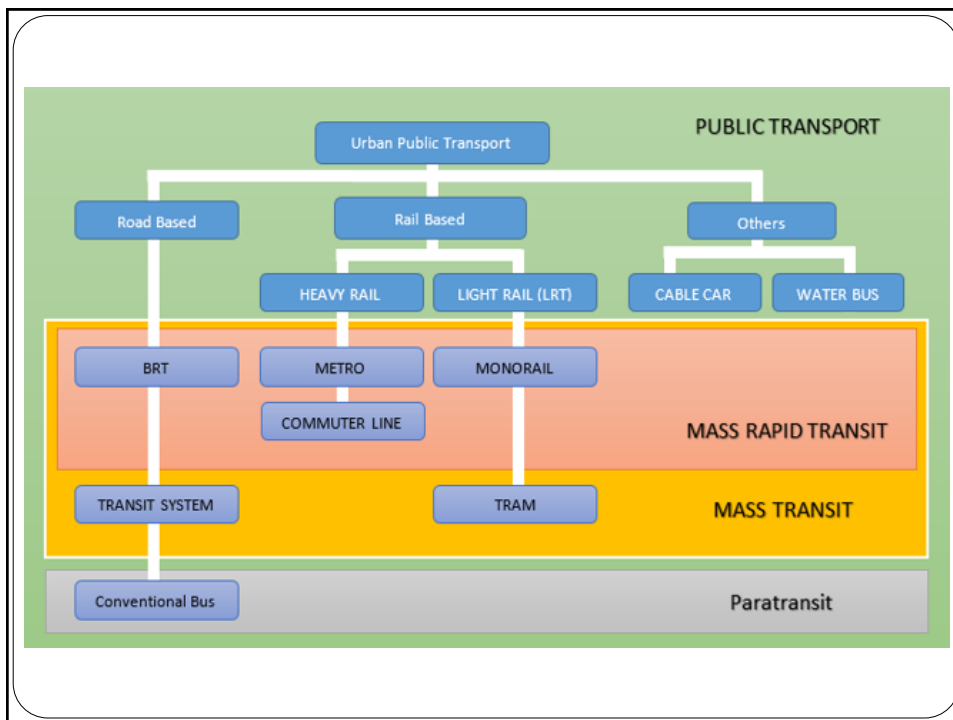 PUBLIC TRANSPORT
Urban Public Transport
Road Based
Rail Based
Others
HEAVY RAIL
LIGHT RAIL (LRT)
CABLE CAR
WATER BUS
BRT
METRO
MONORAIL
COMMUTER LINE
MASS RAPID TRANSIT
TRANSIT SYSTEM
TRAM
MASS TRANSIT
Conventional Bus
Paratransit